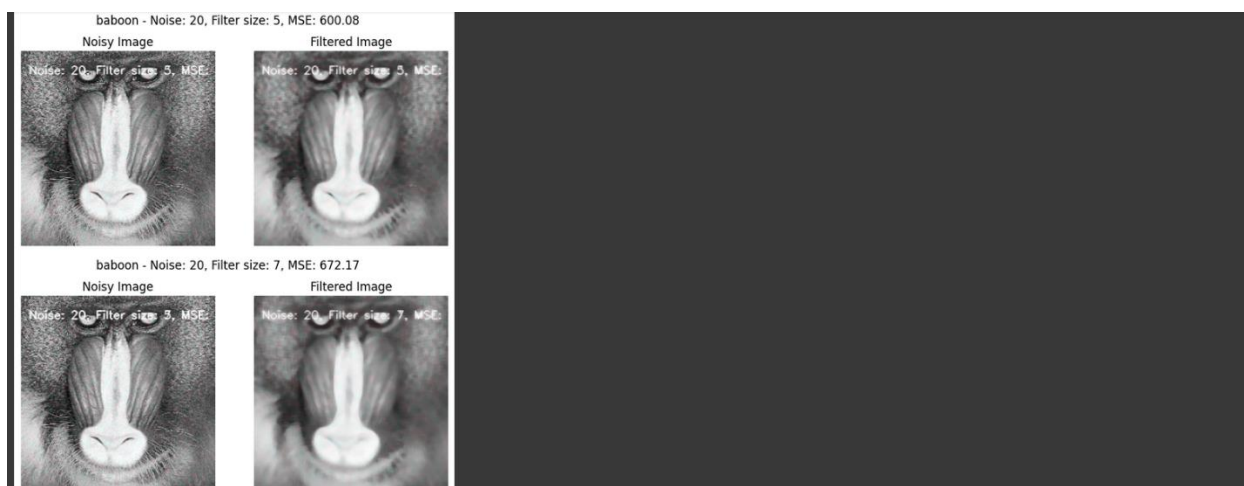 baboon - Noise: 20, Filter size: 5, MSE: 600.08
Noisy Image Filtered Image
Noise: 20, Filter size: 5, MSE: Noise: 20, Filter size: 5, MSE:
baboon - Noise: 20, Filter size: 7, MSE: 672.17
Noisy Image Filtered Image
Noise: 20, Filter size: MSE: Noise: 20, Filter size: 7, MSE: